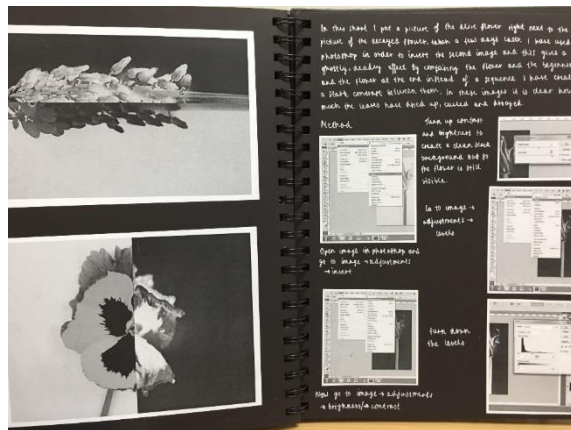 In this shoot I put a picture of the alive flower right next to the
picture of the decayed flower, taken a few days later. I have used
photoshop in order to invert the second image and this gives a
ghostly, deadly effect by comparing the flower and the beginning
and the flower at the end instead of a sequence I have
a stark contrast between them. In these images it is clear how
much the leaves have dried up, curled and drooped.
Method
Turn up contrast
and brightness to
create a clean black
background but so
the flower is still
visible.
Go to image →
adjustments →
levels
Open image in photoshop and
go to image → adjustments
→ invert
turn down
the levels
Now go to image → adjustments
→ brightness/contrast